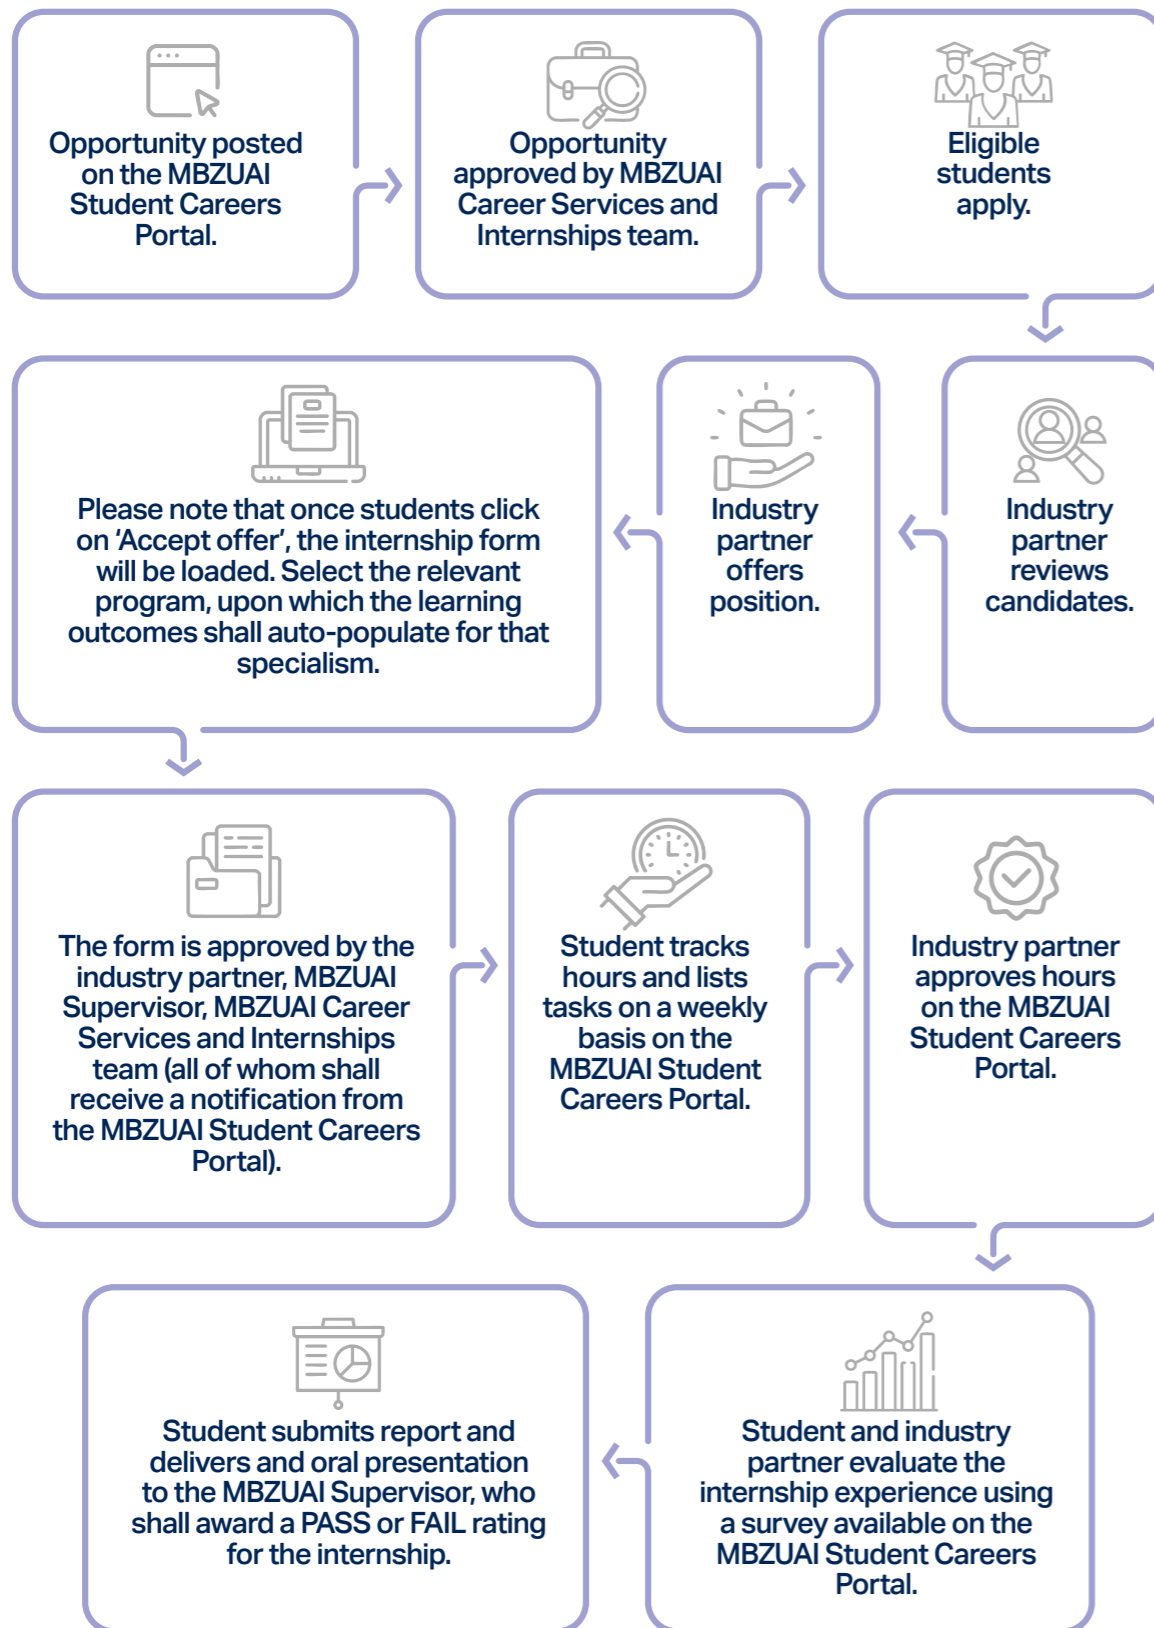 Opportunity posted
on the MBZUAI
Student Careers
Portal.
Opportunity
approved by MBZUAI
Career Services and
Internships team.
Eligible
students
apply.
Industry
partner
reviews
candidates.
Industry
partner
offers
position.
Please note that once students click
on ‘Accept offer’, the internship form
will be loaded. Select the relevant
program, upon which the learning
outcomes shall auto-populate for that
specialism.
The form is approved by the
industry partner, MBZUAI
Supervisor, MBZUAI Career
Services and Internships
team (all of whom shall
receive a notification from
the MBZUAI Student Careers
Portal).
Student tracks
hours and lists
tasks on a weekly
basis on the
MBZUAI Student
Careers Portal.
Industry partner
approves hours
on the MBZUAI
Student Careers
Portal.
Student and industry
partner evaluate the
internship experience using
a survey available on the
MBZUAI Student Careers
Portal.
Student submits report and
delivers and oral presentation
to the MBZUAI Supervisor, who
shall award a PASS or FAIL rating
for the internship.